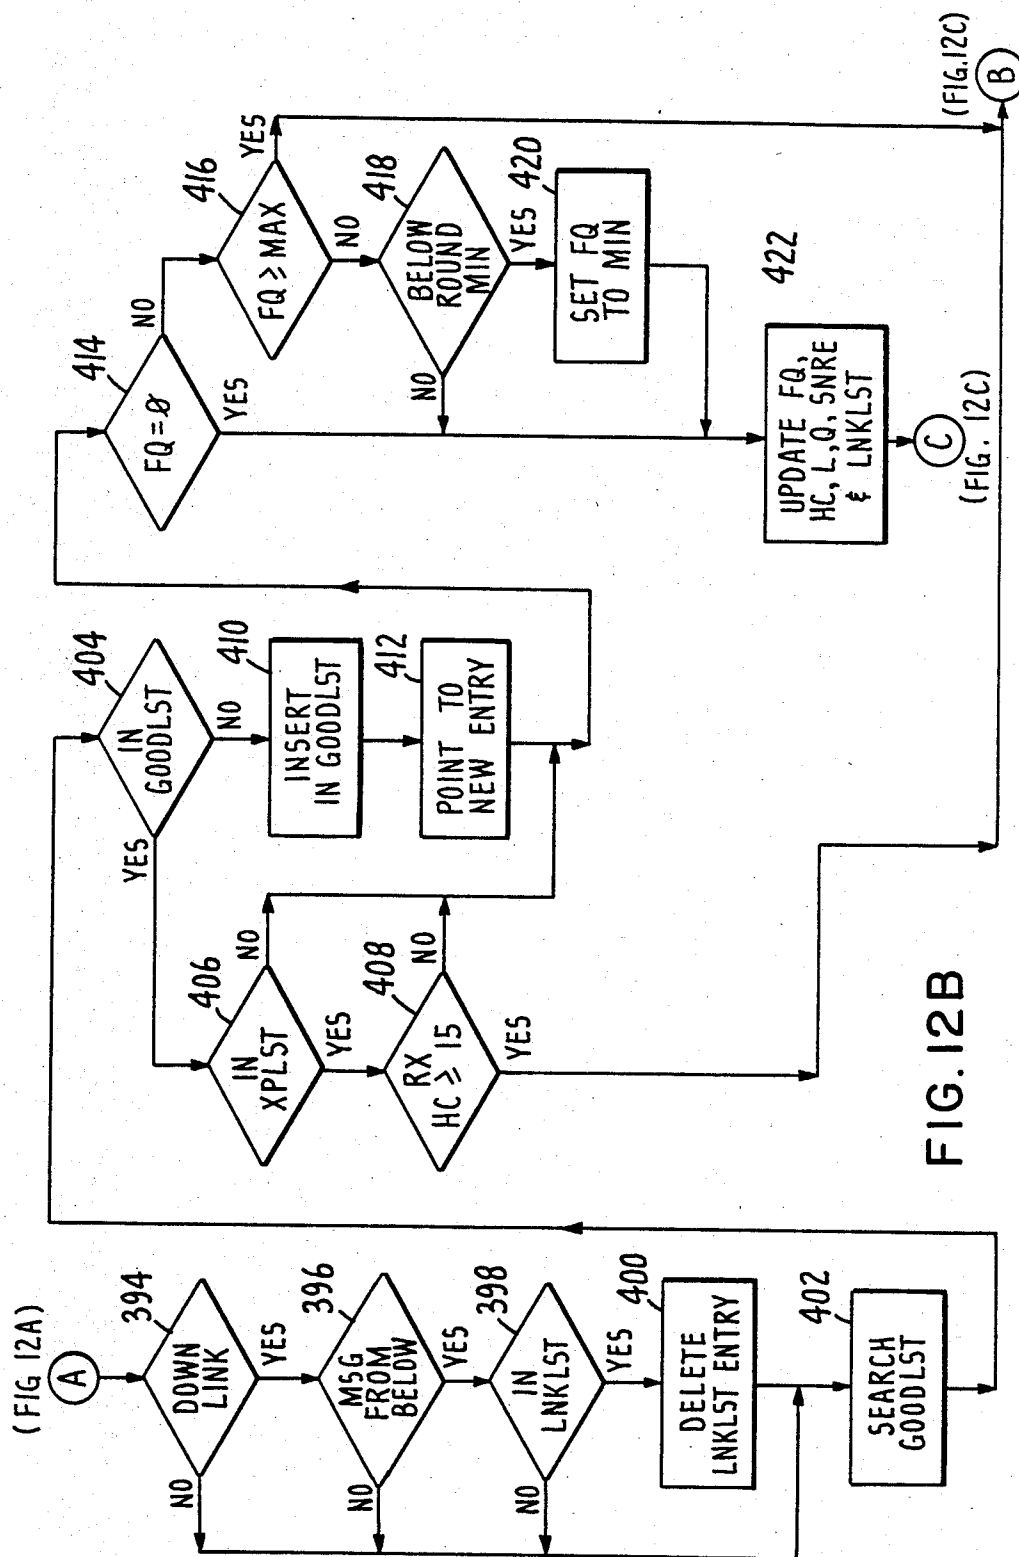 (FIG 12A)
A
394
DOWN
LINK
NO
YES
396
MSG
FROM
BELOW
NO
YES
398
IN
LNKLST
NO
YES
400
DELETE
LNKLST ENTRY
402
SEARCH
GOODLST
404
IN
GOODLST
YES
NO
406
IN
XPLST
NO
YES
408
RX
HC ≥ 15
NO
YES
410
INSERT
IN GOODLST
412
POINT TO
NEW ENTRY
414
FQ=Ø
NO
YES
416
FQ ≥ MAX
YES
NO
418
BELOW
ROUND
MIN
NO
YES
420
SET FQ
TO MIN
422
UPDATE FQ,
HC, L, Q, SNRE
& LNKLST
C
(FIG. 12C)
(FIG.12C)
B
FIG.12B